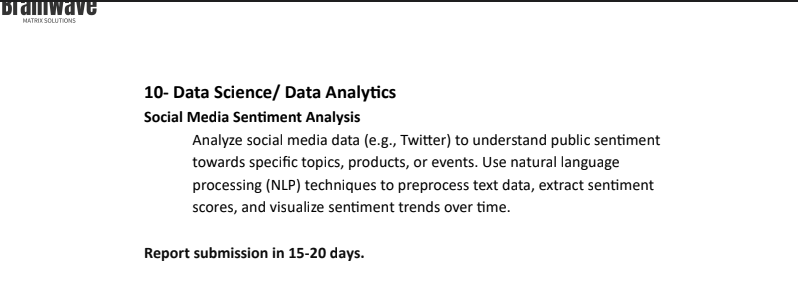 Brainwave
MATRIX SOLUTIONS
10- Data Science/ Data Analytics
Social Media Sentiment Analysis
Analyze social media data (e.g., Twitter) to understand public sentiment
towards specific topics, products, or events. Use natural language
processing (NLP) techniques to preprocess text data, extract sentiment
scores, and visualize sentiment trends over time.
Report submission in 15-20 days.